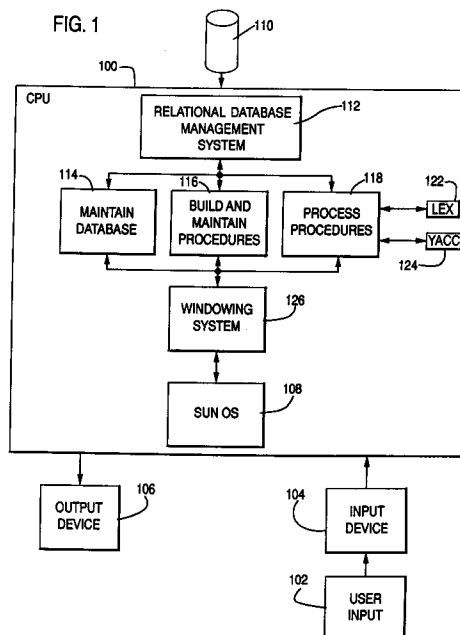 FIG. 1
110
100
CPU
RELATIONAL DATABASE
MANAGEMENT
SYSTEM
112
114
MAINTAIN
DATABASE
116
BUILD AND
MAINTAIN
PROCEDURES
118
PROCESS
PROCEDURES
122
LEX
YACC
124
WINDOWING
SYSTEM
126
SUN OS
108
OUTPUT
DEVICE
106
104
INPUT
DEVICE
102
USER
INPUT